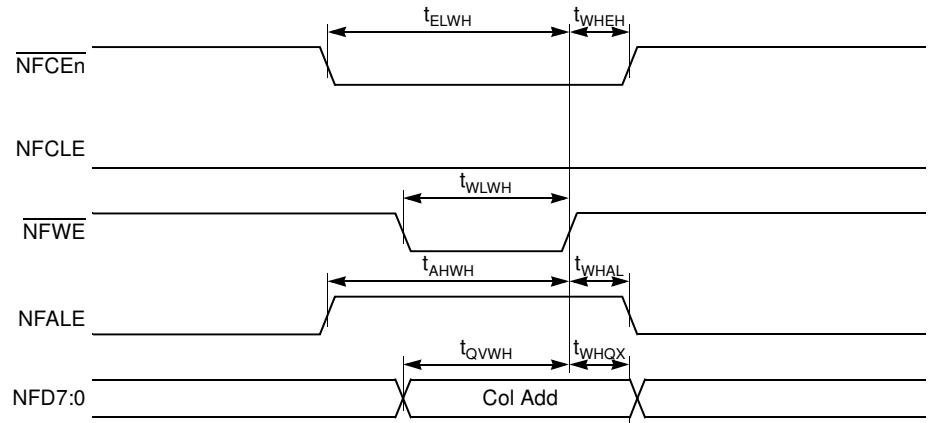 tELWH tWHEH
NFCEn
NFCLE
tWLWH
NFWE
tAHWH tWHAL
NFALE
tQVWH tWHQX
NFD7:0 Col Add